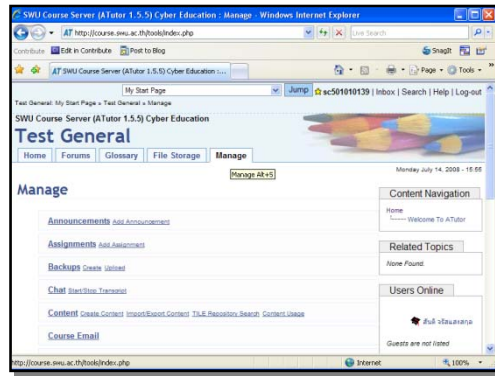 SWU Course Server (ATutor 1.5.5) Cyber Education : Manage - Windows Internet Explorer
http://course.swu.ac.th/tools/index.php
Live Search
Contribute Edit in Contribute Post to Blog
SnagIt
SWU Course Server (ATutor 1.5.5) Cyber Education :...
Page Tools
My Start Page Jump sc501010139 | Inbox | Search | Help | Log-out
Test General: My Start Page » Test General » Manage
SWU Course Server (ATutor 1.5.5) Cyber Education
Test General
Home Forums Glossary File Storage Manage
Manage Alt+S
Monday July 14, 2008 - 15:55
Manage
Content Navigation
Home
Welcome To ATutor
Announcements Add Announcement
Assignments Add Assignment
Related Topics
None Found.
Backups Create Upload
Chat Start/Stop Transcript
Users Online
Content Create Content Import/Export Content TILE Repository Search Content Usage
Course Email
Guests are not listed
http://course.swu.ac.th/tools/index.php
Internet
100%